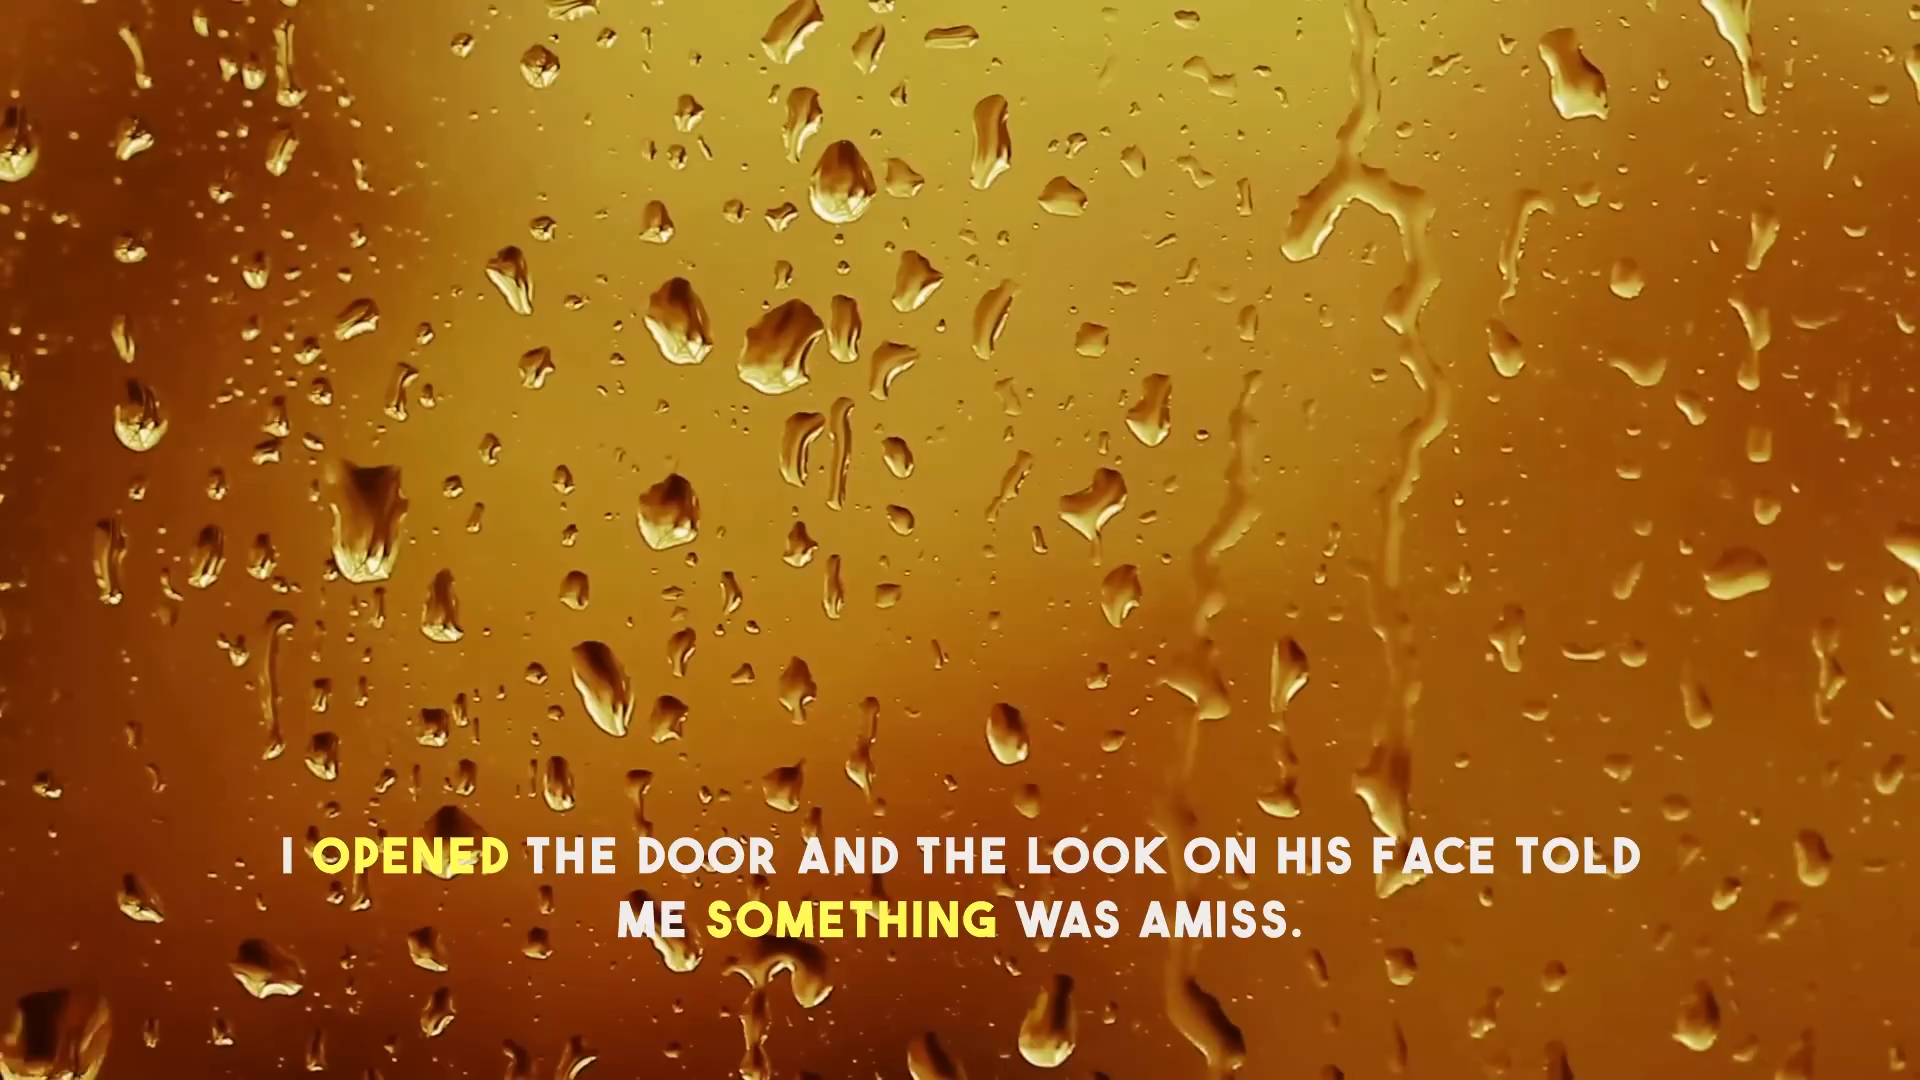 I OPENED THE DOOR AND THE LOOK ON HIS FACE TOLD
ME SOMETHING WAS AMISS.